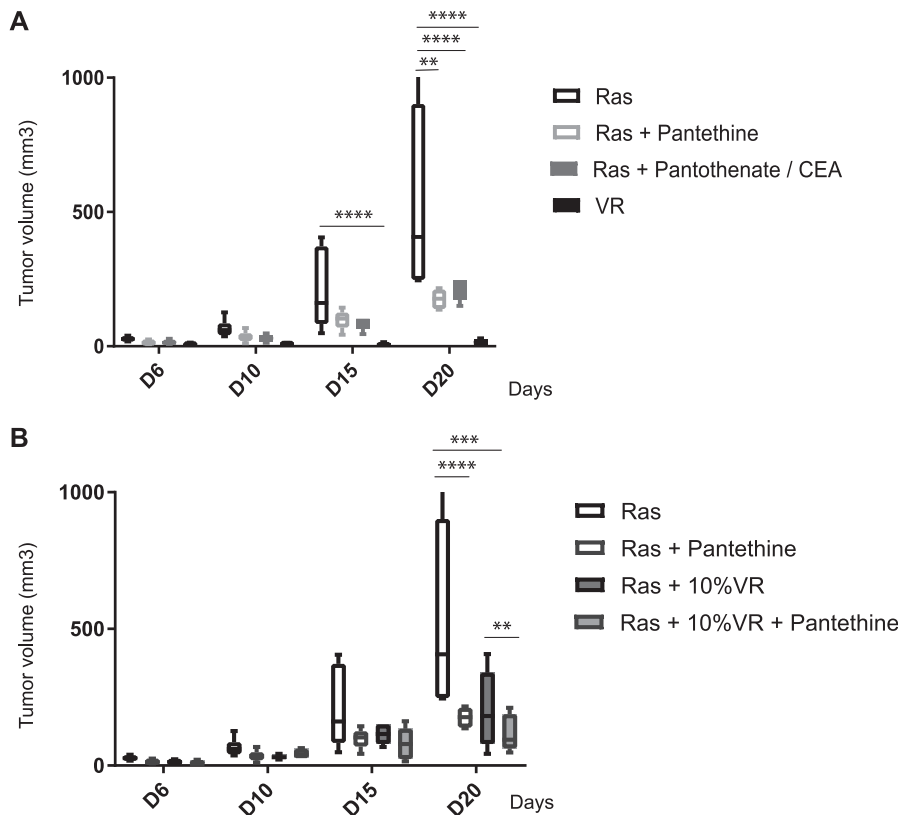 A
****
****
**
1000
Ras
Ras + Pantethine
Ras + Pantothenate / CEA
VR
Tumor volume (mm3)
500
****
0
D6
D10
D15
D20
Days
B
***
****
1000
Ras
Ras + Pantethine
Ras + 10%VR
Ras + 10%VR + Pantethine
Tumor volume (mm3)
500
**
0
D6
D10
D15
D20
Days